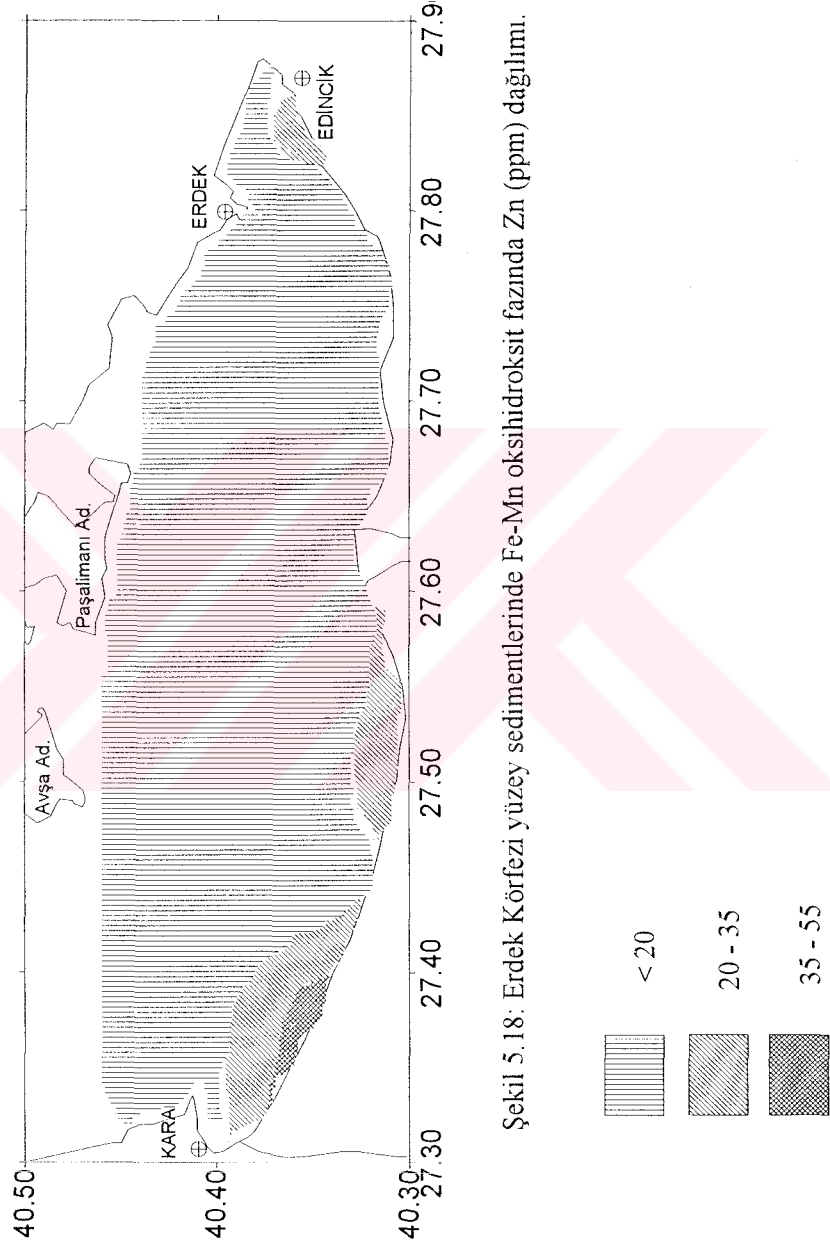 40.50
40.40
40.30
Avşa Ad.
Paşalimanı Ad.
KARA
ERDEK
EDİNCİK
27.30
27.40
27.50
27.60
27.70
27.80
27.9
Şekil 5.18: Erdek Körfezi yüzey sedimentlerinde Fe-Mn oksihidroksit fazında Zn (ppm) dağılımı.
< 20
20 - 35
35 - 55